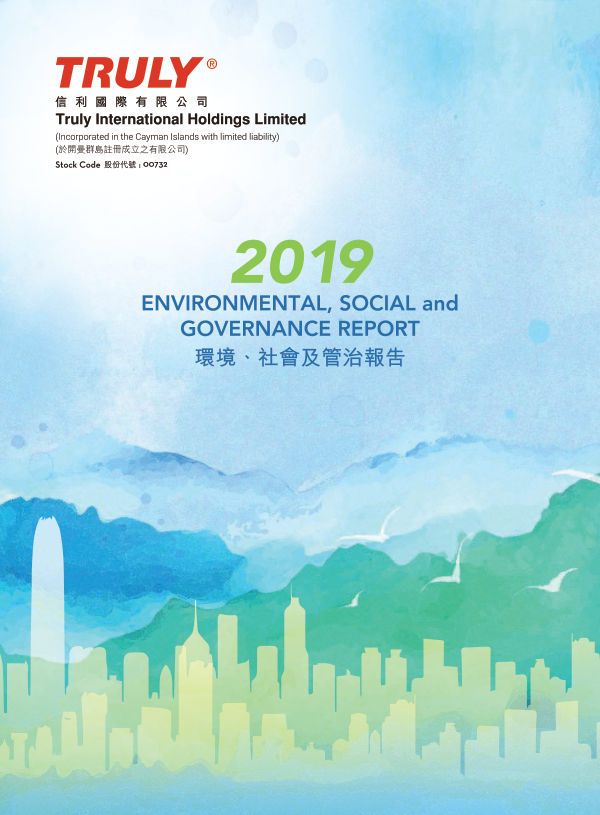 TRULY®
信利國際有限公司
Truly International Holdings Limited
(Incorporated in the Cayman Islands with limited liability)
(於開曼群島註冊成立之有限公司)
Stock Code 股份代號 : 00732
2019
ENVIRONMENTAL, SOCIAL and
GOVERNANCE REPORT
環境、社會及管治報告